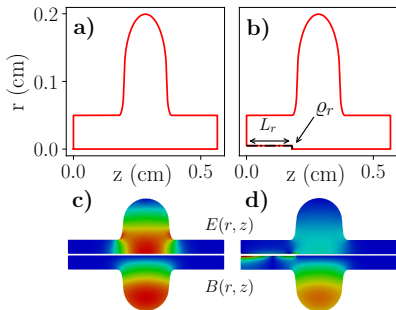 a)
b)
r (cm)
0.2
0.1
0.0
L_r
ϱ_r
0.0
0.5
0.0
0.5
z (cm)
z (cm)
c)
d)
E(r, z)
B(r, z)